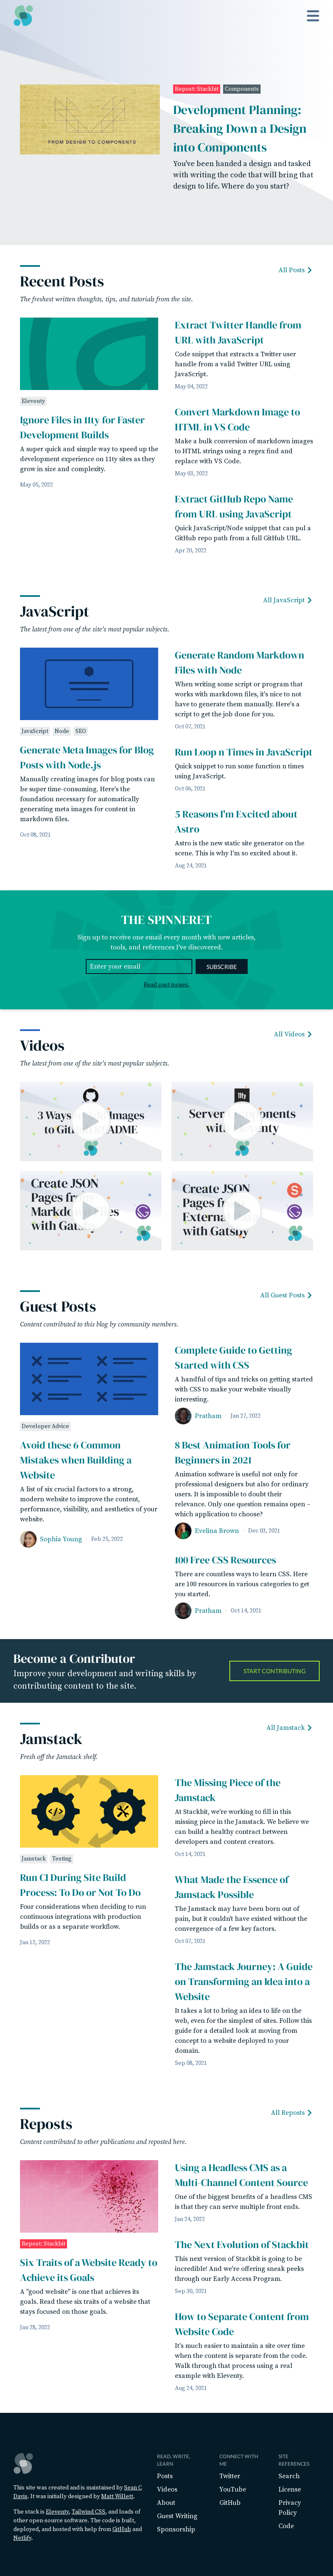 Repost: Stackbit Components
FROM DESIGN TO COMPONENTS
Development Planning:
Breaking Down a Design
into Components
You've been handed a design and tasked
with writing the code that will bring that
design to life. Where do you start?
Recent Posts
All Posts
The freshest written thoughts, tips, and tutorials from the site.
Eleventy
Ignore Files in 11ty for Faster
Development Builds
A super quick and simple way to speed up the
development experience on 11ty sites as they
grow in size and complexity.
May 05, 2022
Extract Twitter Handle from
URL with JavaScript
Code snippet that extracts a Twitter user
handle from a valid Twitter URL using
JavaScript.
May 04, 2022
Convert Markdown Image to
HTML in VS Code
Make a bulk conversion of markdown images
to HTML strings using a regex find and
replace with VS Code.
May 03, 2022
Extract GitHub Repo Name
from URL using JavaScript
Quick JavaScript/Node snippet that can pul a
GitHub repo path from a full GitHub URL.
Apr 20, 2022
JavaScript
All JavaScript
The latest from one of the site's most popular subjects.
JavaScript Node SEO
Generate Meta Images for Blog
Posts with Node.js
Manually creating images for blog posts can
be super time-consuming. Here's the
foundation necessary for automatically
generating meta images for content in
markdown files.
Oct 08, 2021
Generate Random Markdown
Files with Node
When writing some script or program that
works with markdown files, it's nice to not
have to generate them manually. Here's a
script to get the job done for you.
Oct 07, 2021
Run Loop n Times in JavaScript
Quick snippet to run some function n times
using JavaScript.
Oct 06, 2021
5 Reasons I'm Excited about
Astro
Astro is the new static site generator on the
scene. This is why I'm so excited about it.
Aug 24, 2021
THE SPINNERET
Sign up to receive one email every month with new articles,
tools, and references I've discovered.
Enter your email
SUBSCRIBE
Read past issues.
Videos
All Videos
The latest from one of the site's most popular subjects.
3 Ways Images
to Git ADME
Server onents
with nty
Create JSON
Pages fr
Markdo es
with Gats
Create JSON
Pages f
Extern
with Gatsby
Guest Posts
All Guest Posts
Content contributed to this blog by community members.
Developer Advice
Avoid these 6 Common
Mistakes when Building a
Website
A list of six crucial factors to a strong,
modern website to improve the content,
performance, visibility, and aesthetics of your
website.
Sophia Young · Feb 25, 2022
Complete Guide to Getting
Started with CSS
A handful of tips and tricks on getting started
with CSS to make your website visually
interesting.
Pratham · Jan 27, 2022
8 Best Animation Tools for
Beginners in 2021
Animation software is useful not only for
professional designers but also for ordinary
users. It is impossible to doubt their
relevance. Only one question remains open –
which application to choose?
Evelina Brown · Dec 03, 2021
100 Free CSS Resources
There are countless ways to learn CSS. Here
are 100 resources in various categories to get
you started.
Pratham · Oct 14, 2021
Become a Contributor
Improve your development and writing skills by
contributing content to the site.
START CONTRIBUTING
Jamstack
All Jamstack
Fresh off the Jamstack shelf.
Jamstack Testing
Run CI During Site Build
Process: To Do or Not To Do
Four considerations when deciding to run
continuous integrations with production
builds or as a separate workflow.
Jan 12, 2022
The Missing Piece of the
Jamstack
At Stackbit, we're working to fill in this
missing piece in the Jamstack. We believe we
can build a healthy contract between
developers and content creators.
Oct 14, 2021
What Made the Essence of
Jamstack Possible
The Jamstack may have been born out of
pain, but it couldn't have existed without the
convergence of a few key factors.
Oct 07, 2021
The Jamstack Journey: A Guide
on Transforming an Idea into a
Website
It takes a lot to bring an idea to life on the
web, even for the simplest of sites. Follow this
guide for a detailed look at moving from
concept to a website deployed to your
domain.
Sep 08, 2021
Reposts
All Reposts
Content contributed to other publications and reposted here.
Repost: Stackbit
Six Traits of a Website Ready to
Achieve its Goals
A "good website" is one that achieves its
goals. Read these six traits of a website that
stays focused on those goals.
Jan 28, 2022
Using a Headless CMS as a
Multi-Channel Content Source
One of the biggest benefits of a headless CMS
is that they can serve multiple front ends.
Jan 24, 2022
The Next Evolution of Stackbit
This next version of Stackbit is going to be
incredible! And we're offering sneak peeks
through our Early Access Program.
Sep 30, 2021
How to Separate Content from
Website Code
It's much easier to maintain a site over time
when the content is separate from the code.
Walk through that process using a real
example with Eleventy.
Aug 24, 2021
This site was created and is maintained by Sean C
Davis. It was initially designed by Matt Willett.
The stack is Eleventy, Tailwind CSS, and loads of
other open source software. The code is built,
deployed, and hosted with help from GitHub and
Netlify.
READ, WRITE,
LEARN
Posts
Videos
About
Guest Writing
Sponsorship
CONNECT WITH
ME
Twitter
YouTube
GitHub
SITE
REFERENCES
Search
License
Privacy
Policy
Code